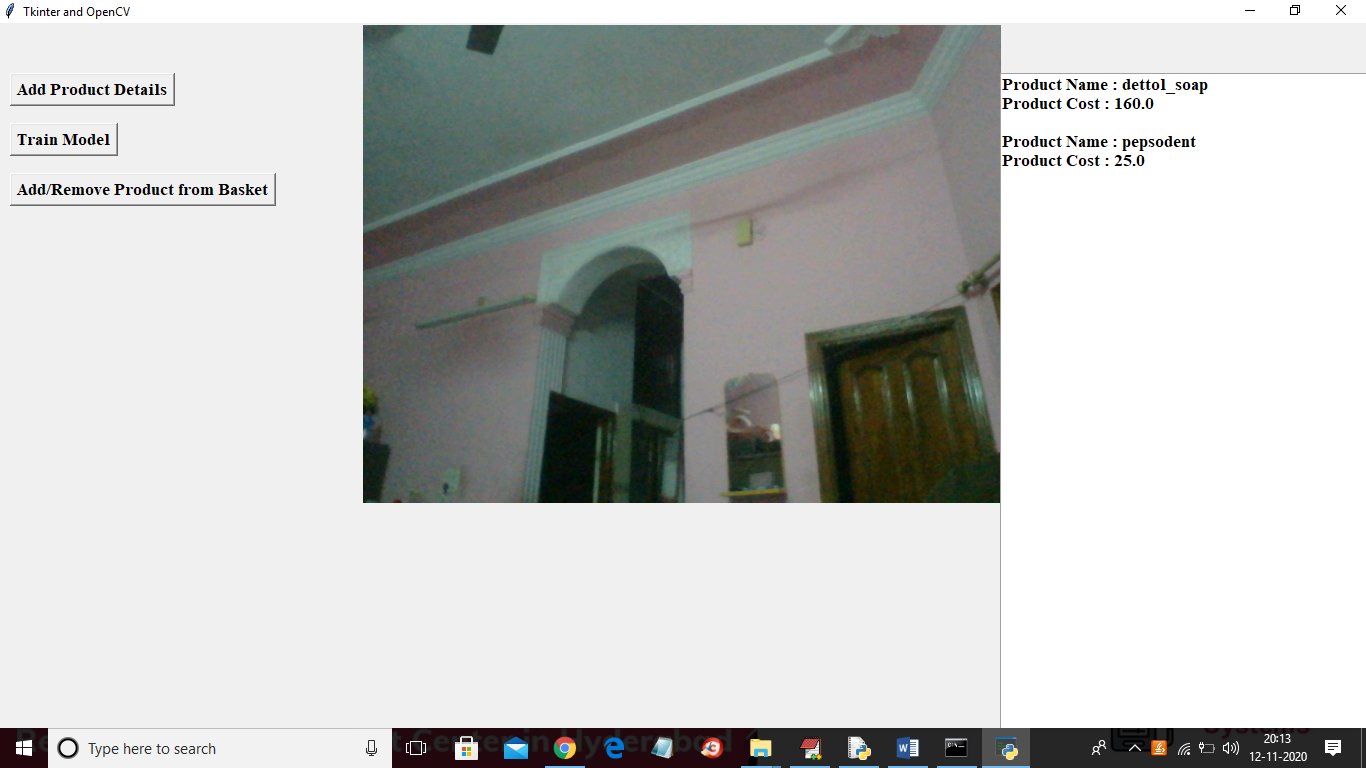 Tkinter and OpenCV
Add Product Details
Train Model
Add/Remove Product from Basket
Product Name : dettol_soap
Product Cost : 160.0
Product Name : pepsodent
Product Cost : 25.0
Type here to search
20:13
12-11-2020